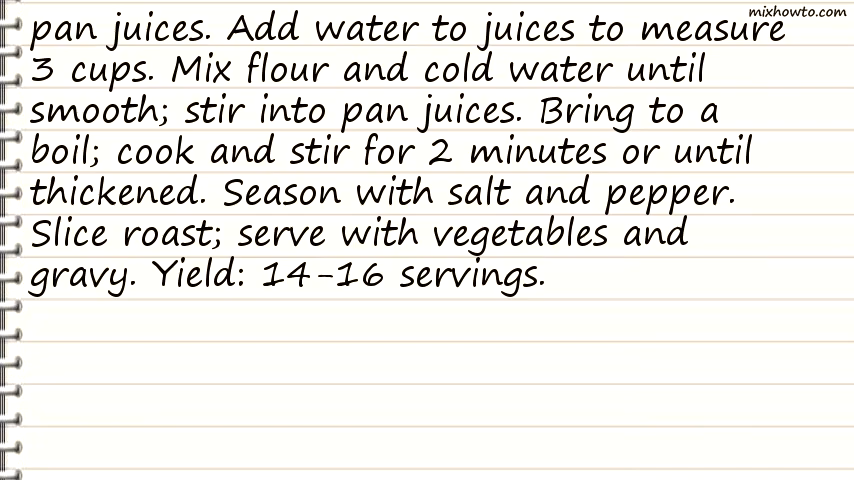 mixhowto.com
pan juices. Add water to juices to measure
3 cups. Mix flour and cold water until
smooth; stir into pan juices. Bring to a
boil; cook and stir for 2 minutes or until
thickened. Season with salt and pepper.
Slice roast; serve with vegetables and
gravy. Yield: 14-16 servings.